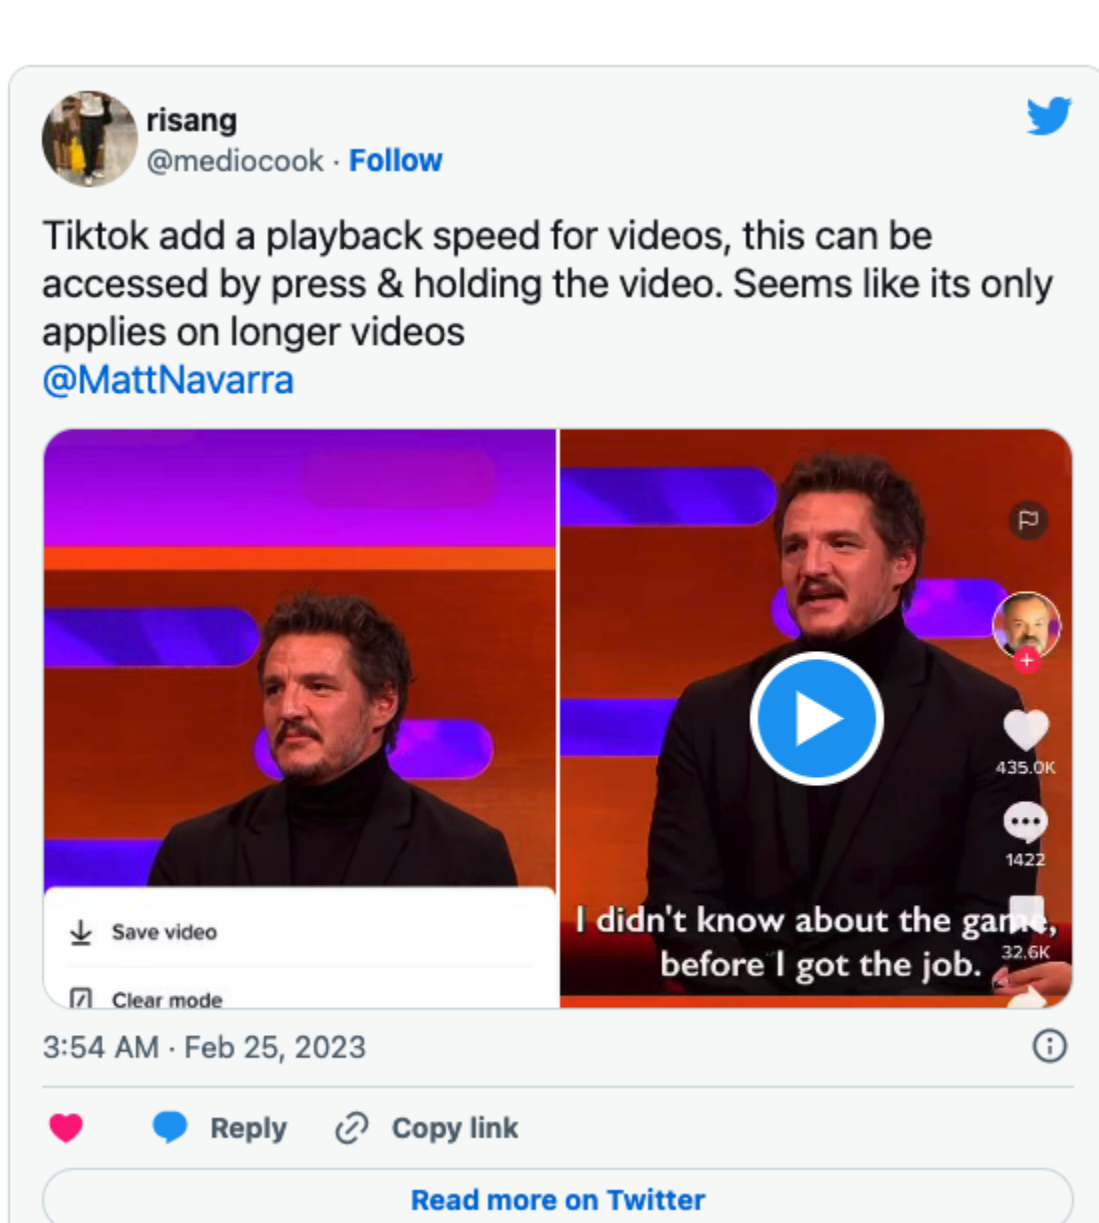 risang
@mediocook · Follow
Tiktok add a playback speed for videos, this can be
accessed by press & holding the video. Seems like its only
applies on longer videos
@MattNavarra
435.0K
1422
I didn't know about the game,
before I got the job.
32.6K
Save video
Clear mode
3:54 AM · Feb 25, 2023
Reply
Copy link
Read more on Twitter